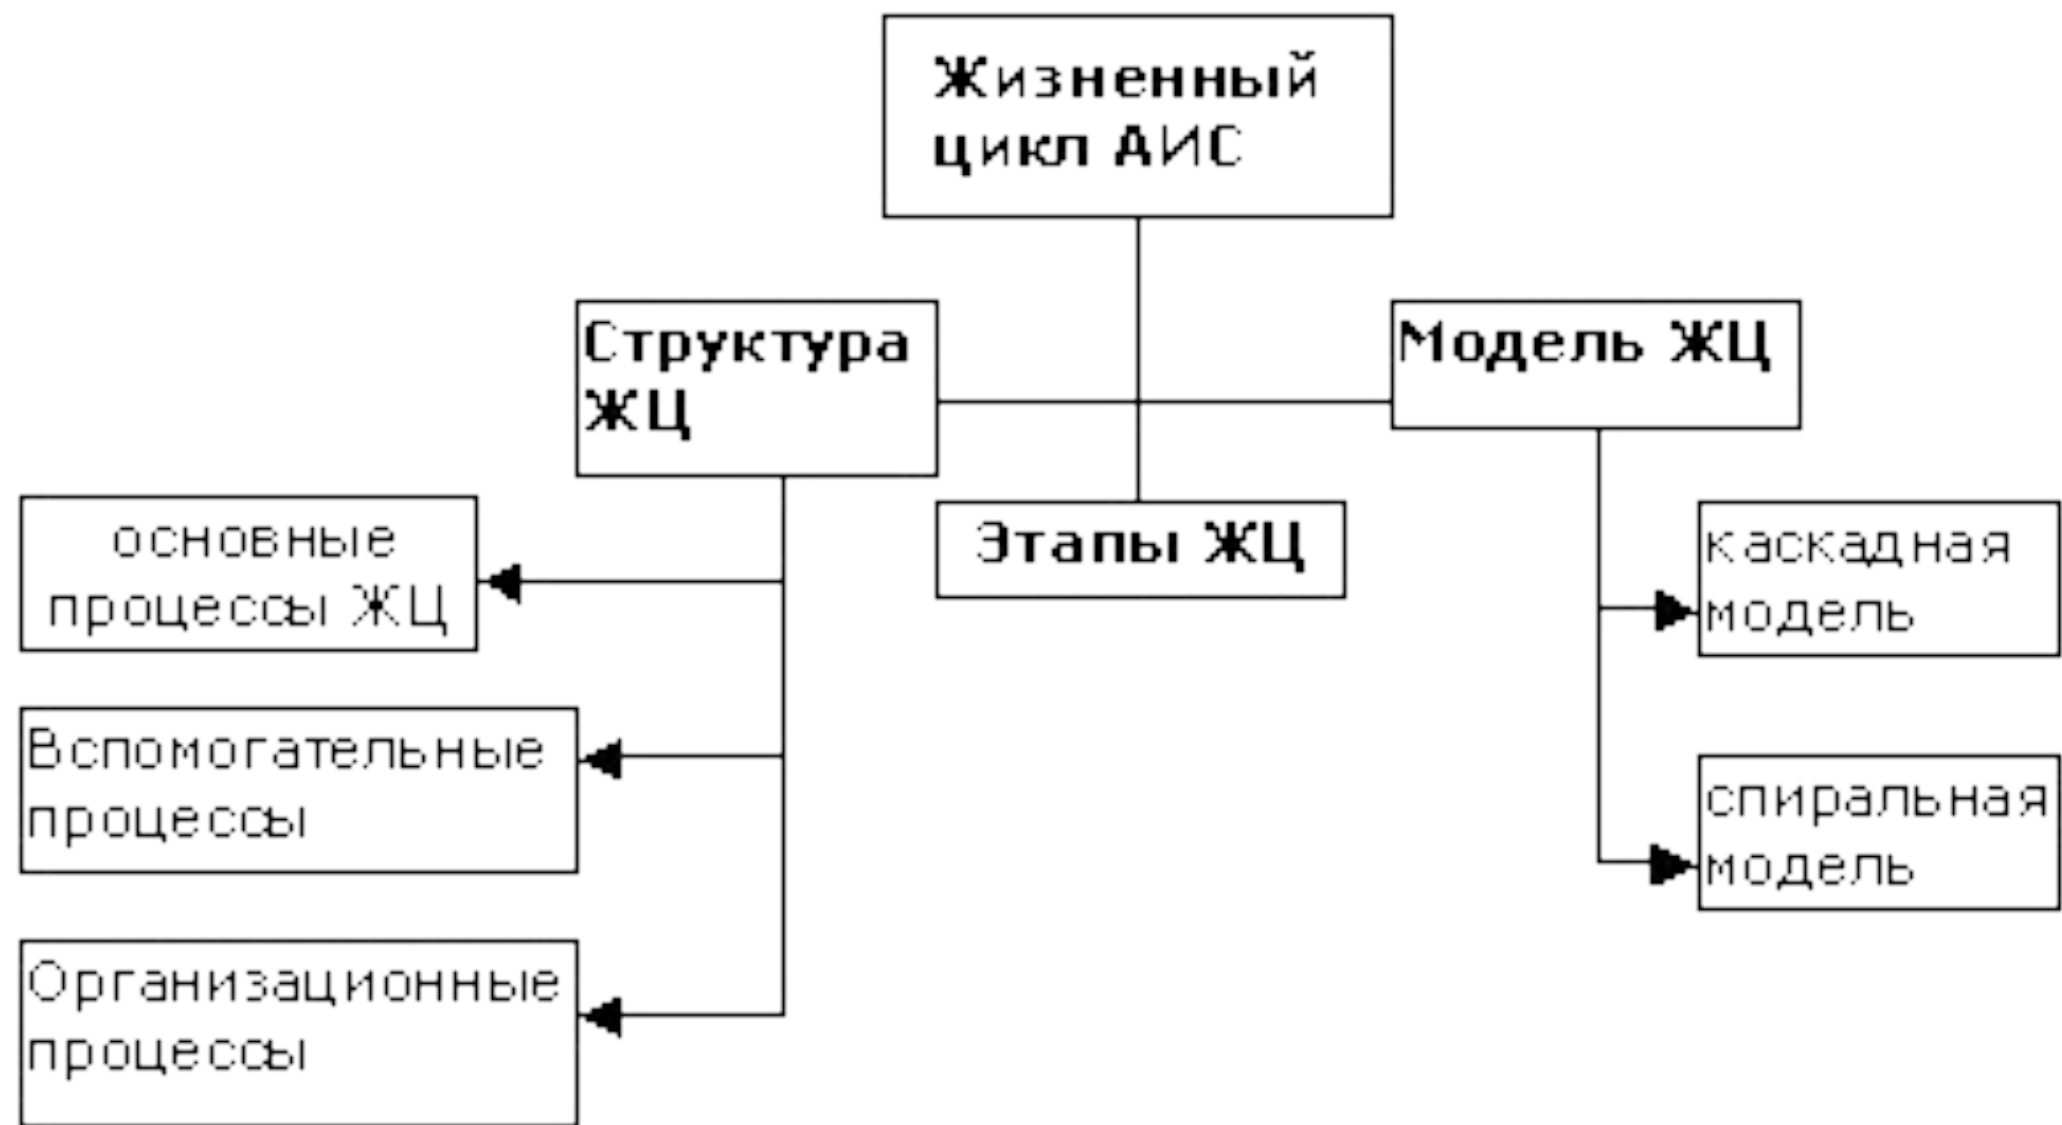 Жизненный
цикл АИС
Структура
ЖЦ
Модель ЖЦ
Этапы ЖЦ
основные
процессы ЖЦ
каскадная
модель
Вспомогательные
процессы
спиральная
модель
Организационные
процессы